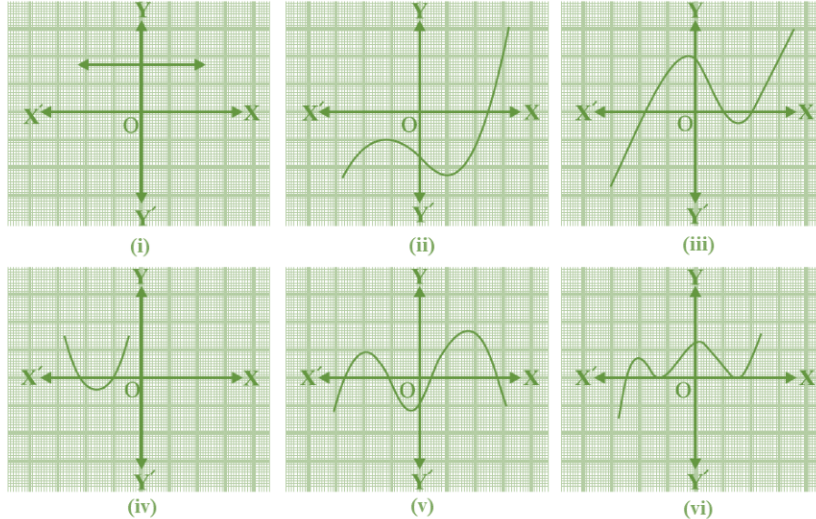 Y Y Y
X′ X X′ X X′ X
O O O
Y′ Y′ Y′
(i) (ii) (iii)
Y Y Y
X′ X X′ X X′ X
O O O
Y′ Y′ Y′
(iv) (v) (vi)